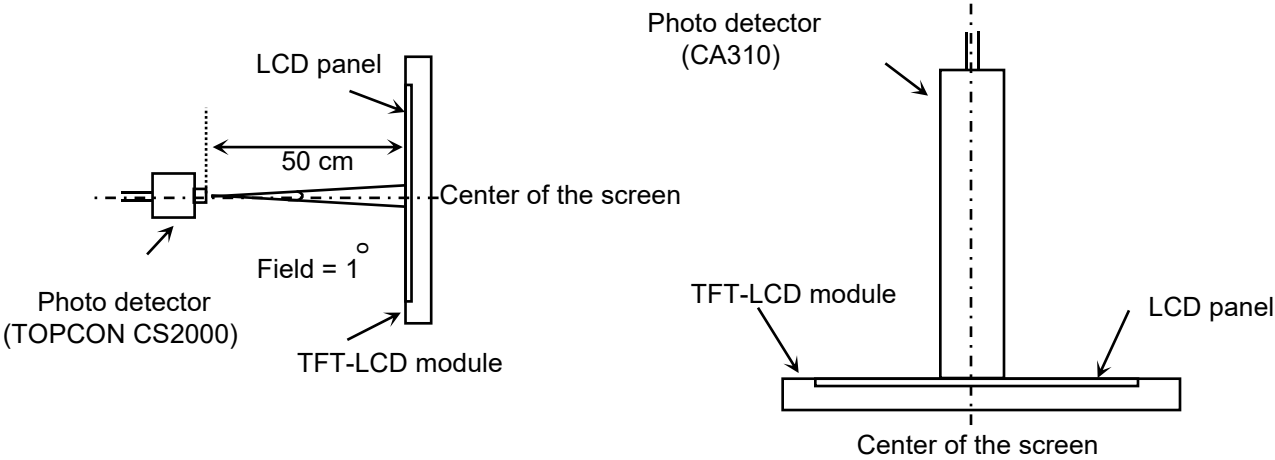 LCD panel
50 cm
Center of the screen
Field = 1°
Photo detector
(TOPCON CS2000)
TFT-LCD module
Photo detector
(CA310)
TFT-LCD module
LCD panel
Center of the screen